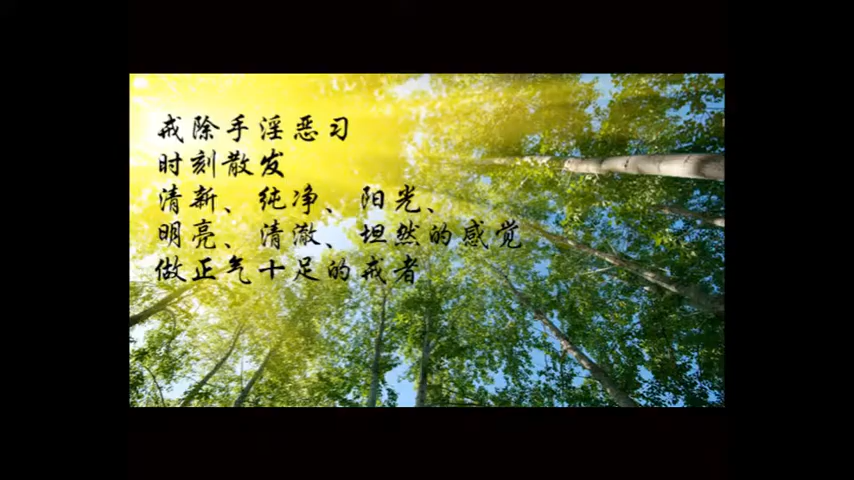 戒除手淫恶习
时刻散发
清新、纯净、阳光、
明亮、清澈、坦然的感觉
做正气十足的戒者